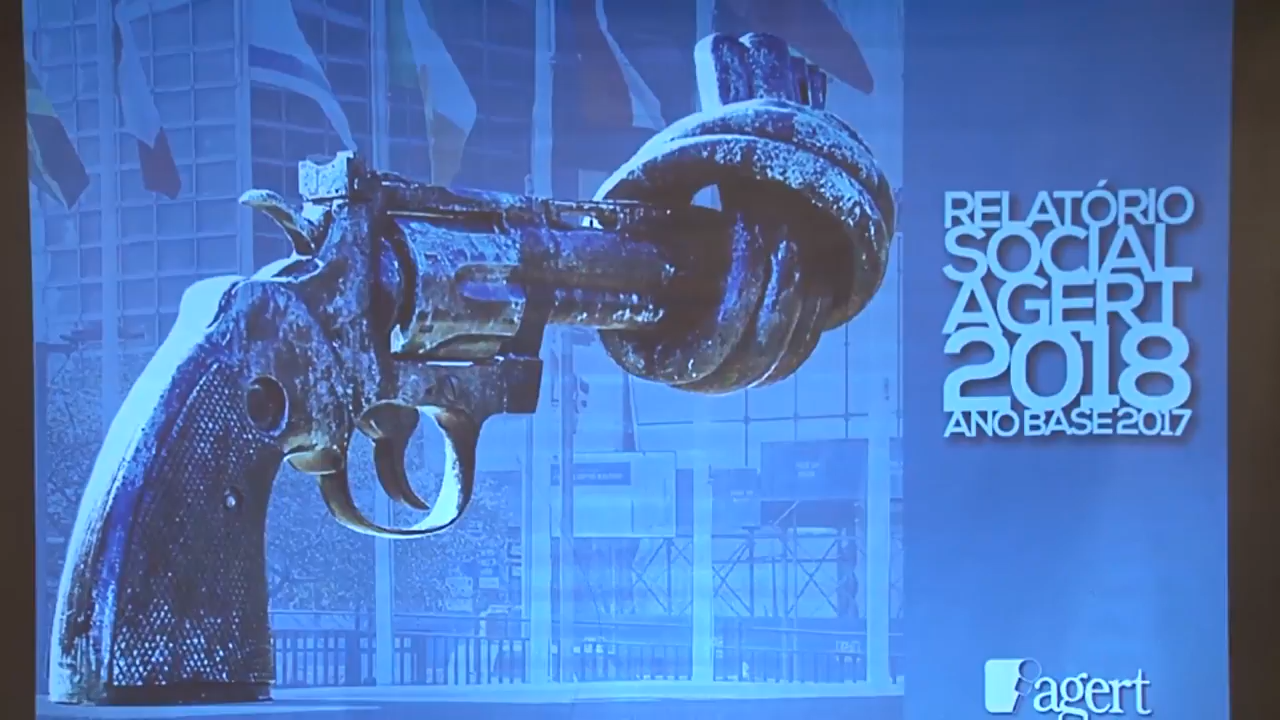 RELATÓRIO
SOCIAL
AGERT
2018
ANO BASE 2017
agert